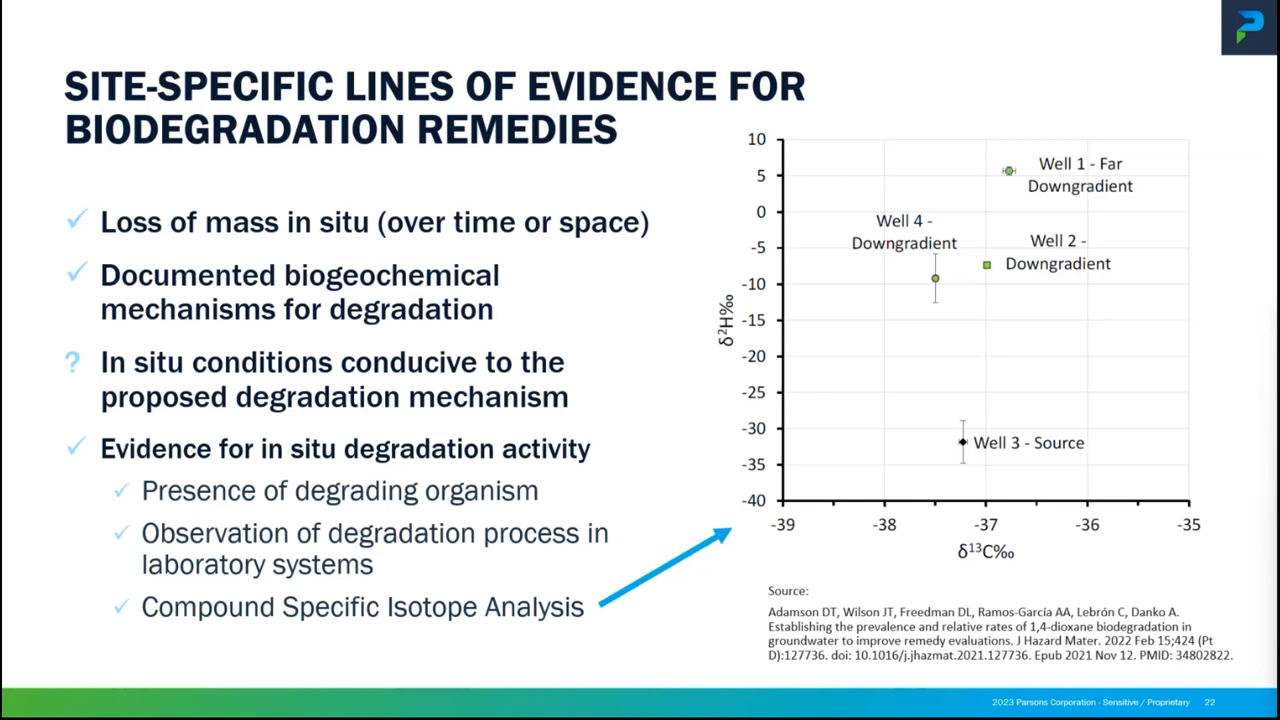 SITE-SPECIFIC LINES OF EVIDENCE FOR
BIODEGRADATION REMEDIES
✓ Loss of mass in situ (over time or space)
✓ Documented biogeochemical
mechanisms for degradation
? In situ conditions conducive to the
proposed degradation mechanism
✓ Evidence for in situ degradation activity
✓ Presence of degrading organism
✓ Observation of degradation process in
laboratory systems
✓ Compound Specific Isotope Analysis
10
5
0
-5
-10
-15
-20
-25
-30
-35
-40
δ²H‰
Well 1 - Far
Downgradient
Well 4 -
Downgradient
Well 2 -
Downgradient
Well 3 - Source
-39 -38 -37 -36 -35
δ¹³C‰
Source:
Adamson DT, Wilson JT, Freedman DL, Ramos-García AA, Lebrón C, Danko A.
Establishing the prevalence and relative rates of 1,4-dioxane biodegradation in
groundwater to improve remedy evaluations. J Hazard Mater. 2022 Feb 15;424 (Pt
D):127736. doi: 10.1016/j.jhazmat.2021.127736. Epub 2021 Nov 12. PMID: 34802822.
2023 Parsons Corporation - Sensitive / Proprietary 22